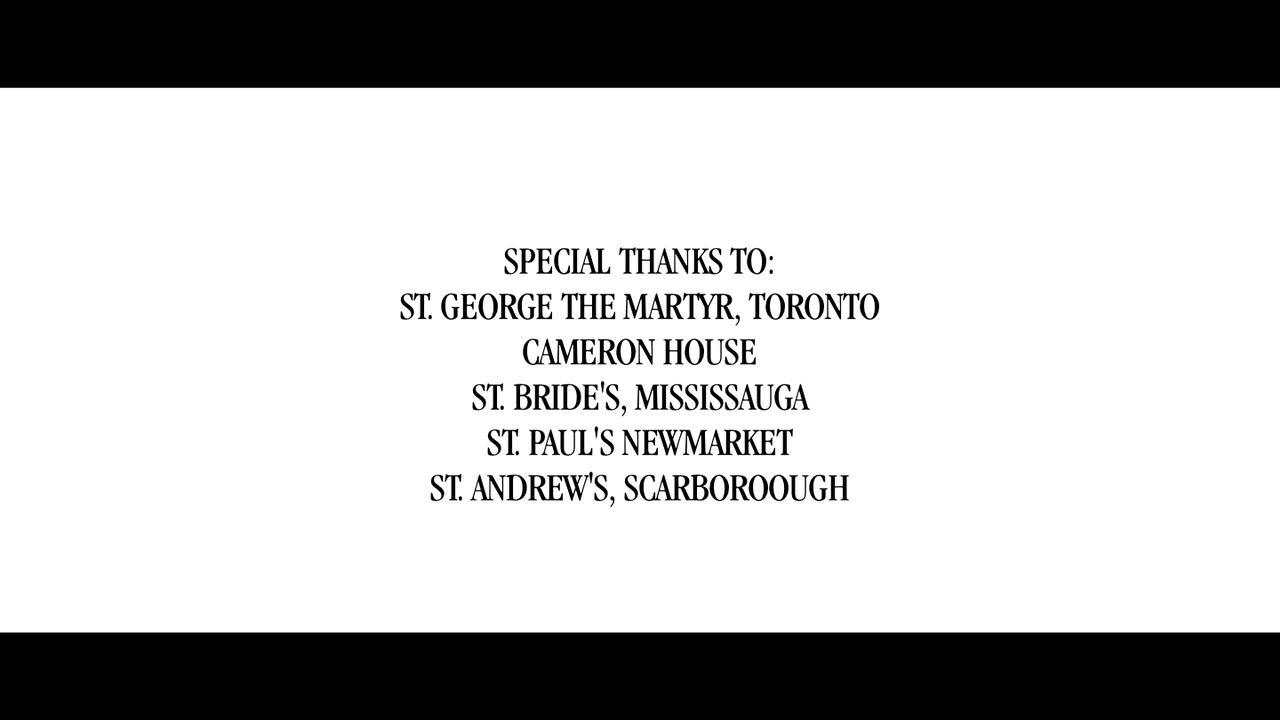 SPECIAL THANKS TO:
ST. GEORGE THE MARTYR, TORONTO
CAMERON HOUSE
ST. BRIDE'S, MISSISSAUGA
ST. PAUL'S NEWMARKET
ST. ANDREW'S, SCARBOROOUGH